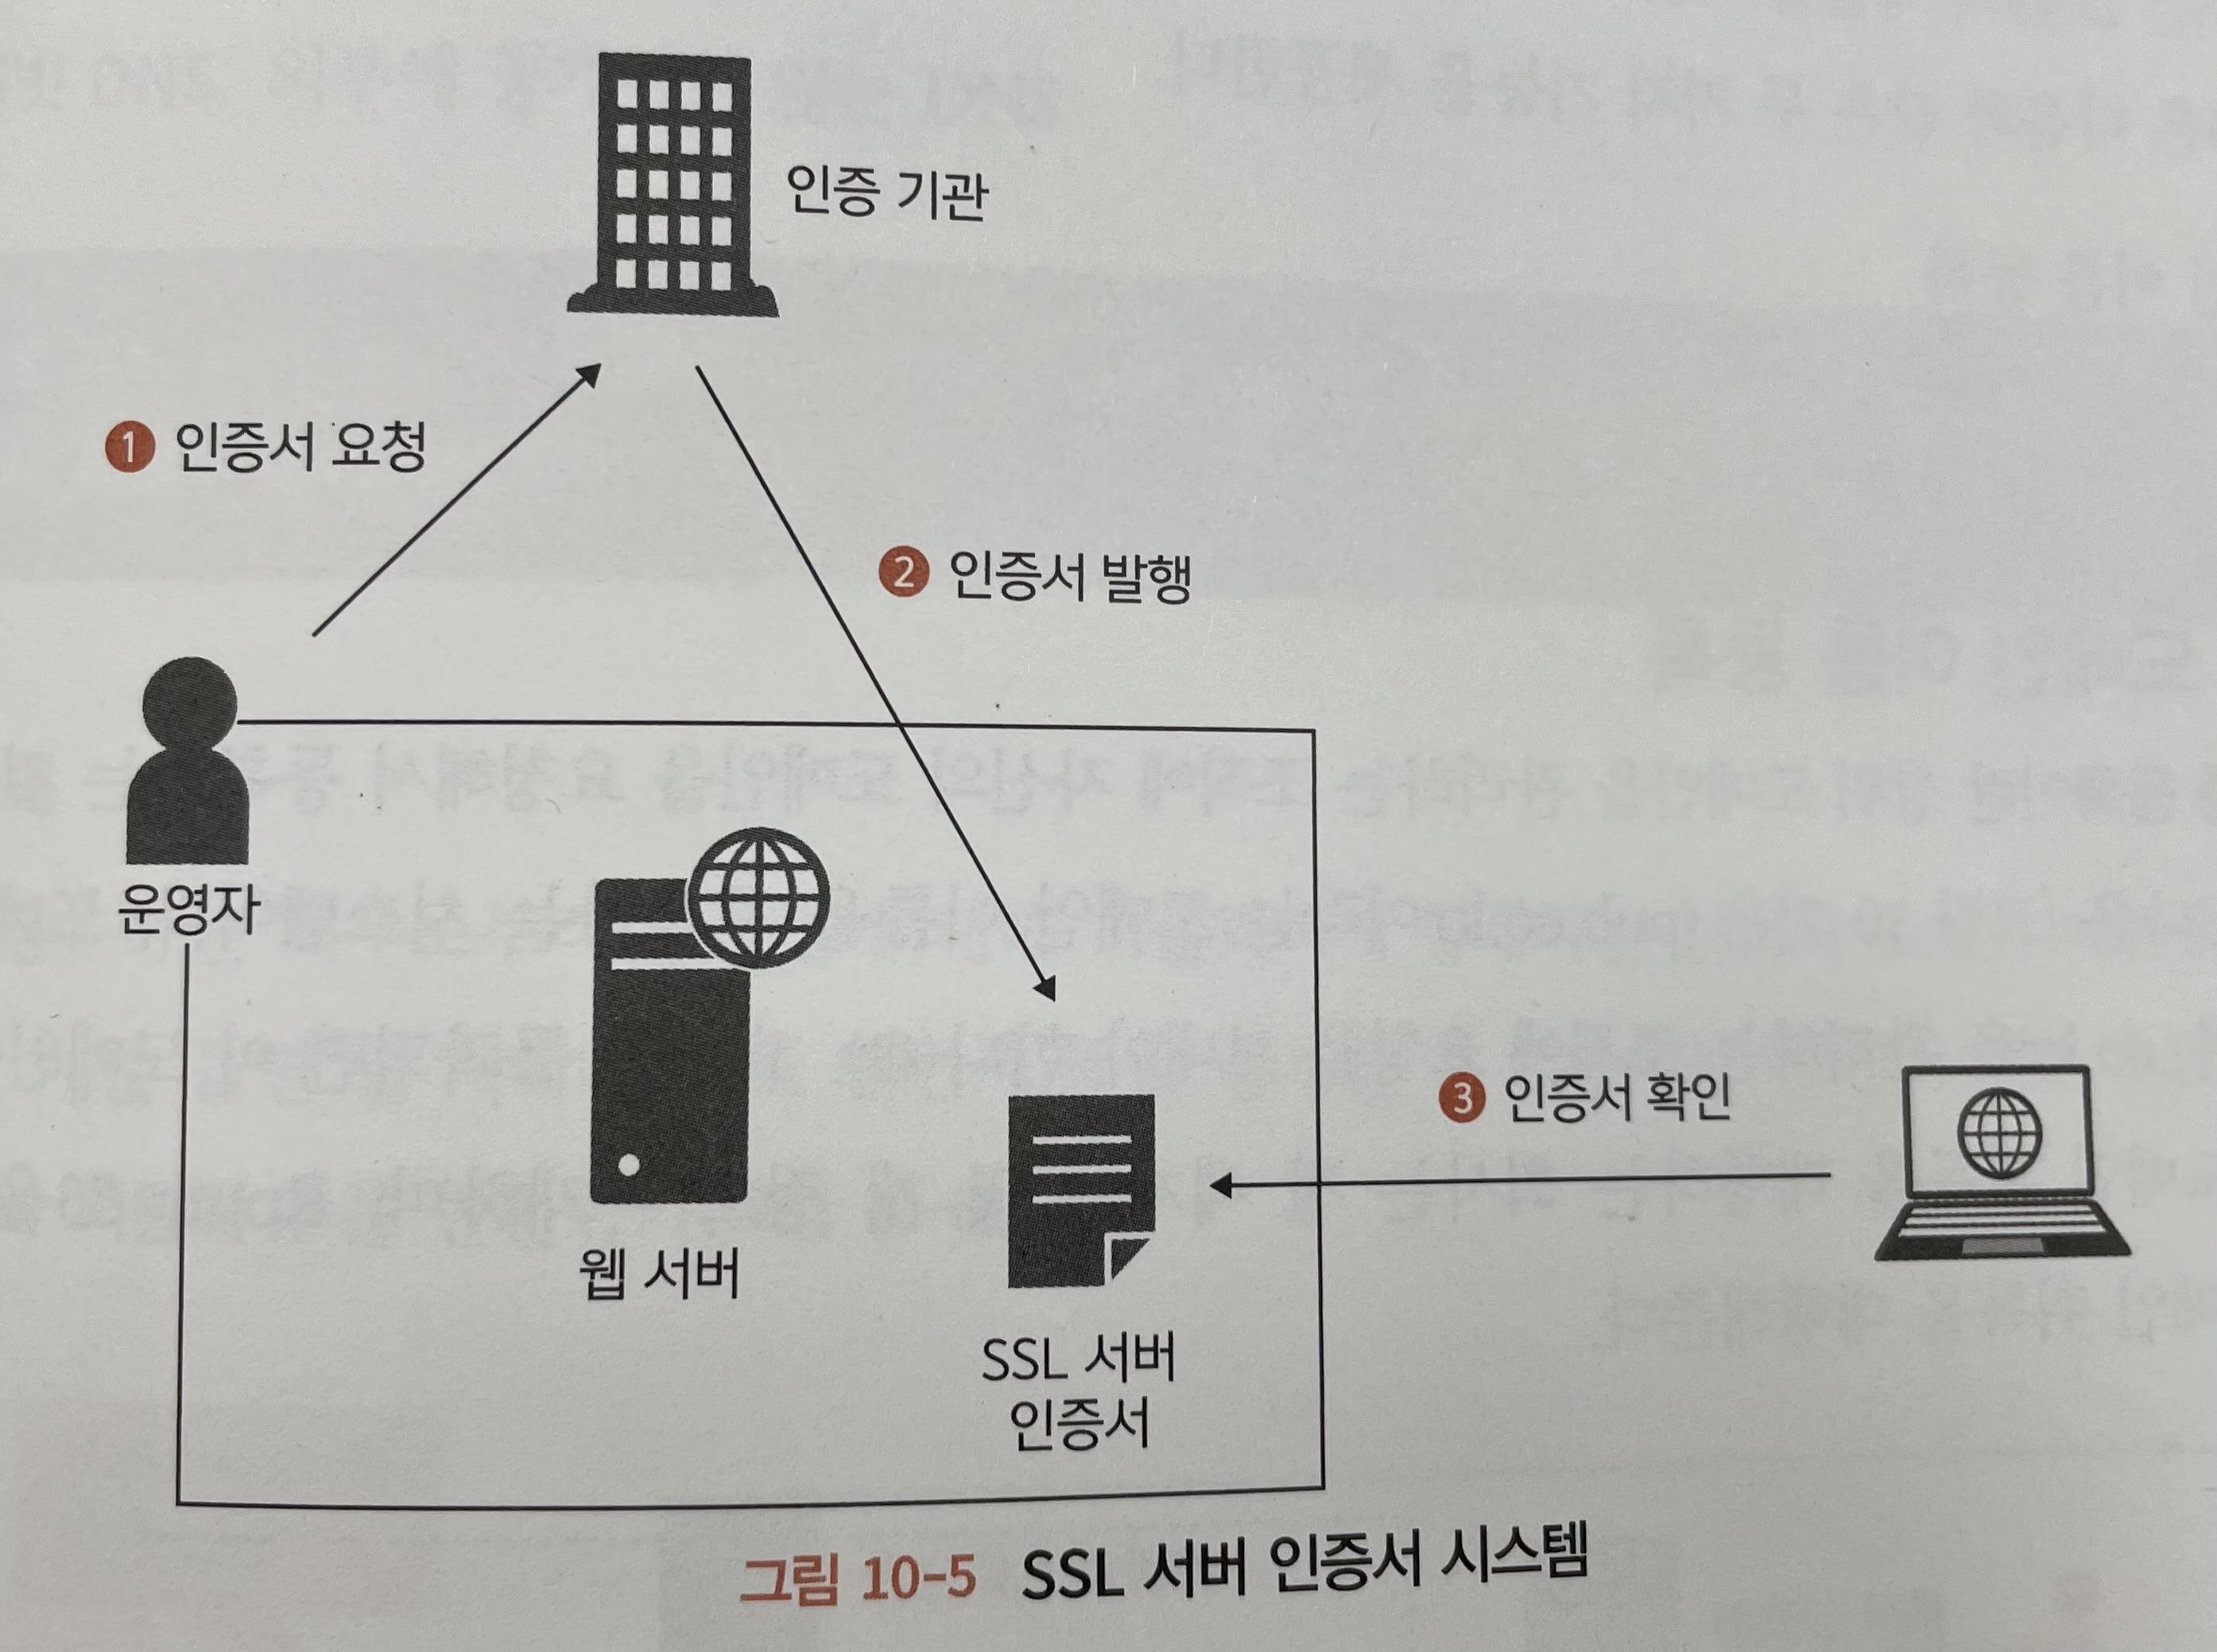 인증 기관
1 인증서 요청
2 인증서 발행
운영자
웹 서버
3 인증서 확인
SSL 서버
인증서
그림 10-5 SSL 서버 인증서 시스템